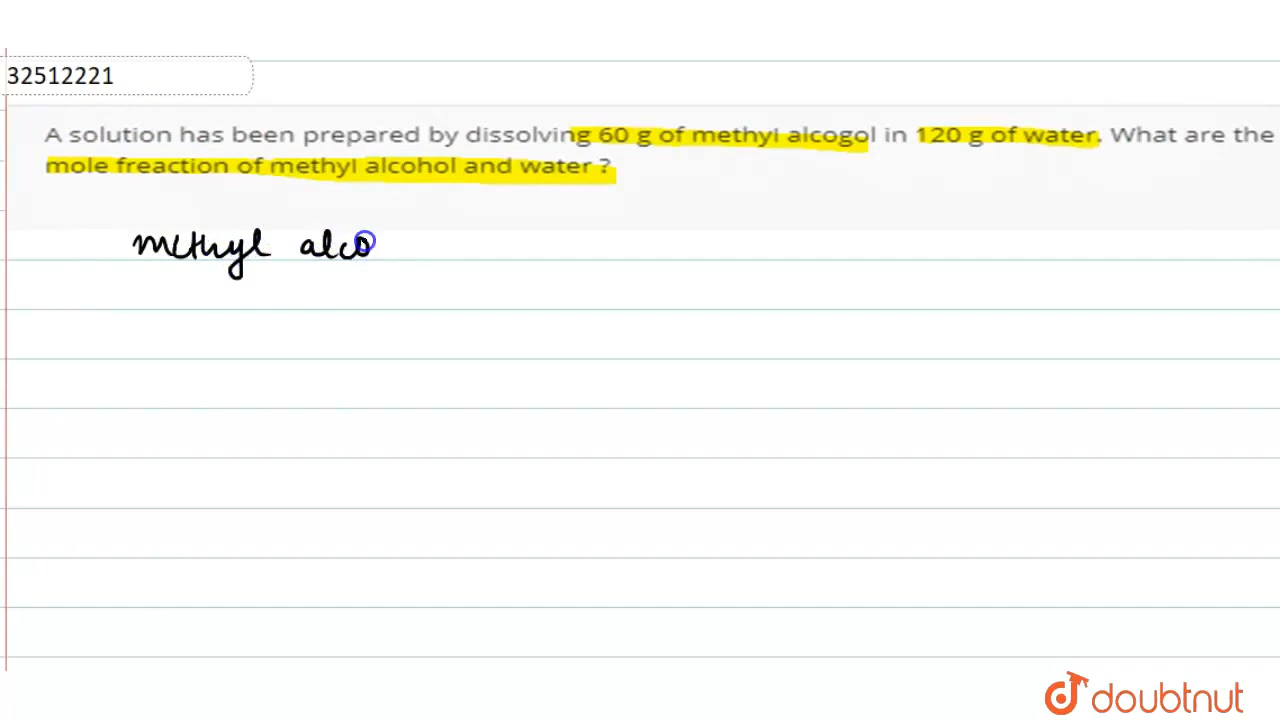 32512221
A solution has been prepared by dissolving 60 g of methyl alcogol in 120 g of water. What are the
mole freaction of methyl alcohol and water ?
methyl alco
doubtnut